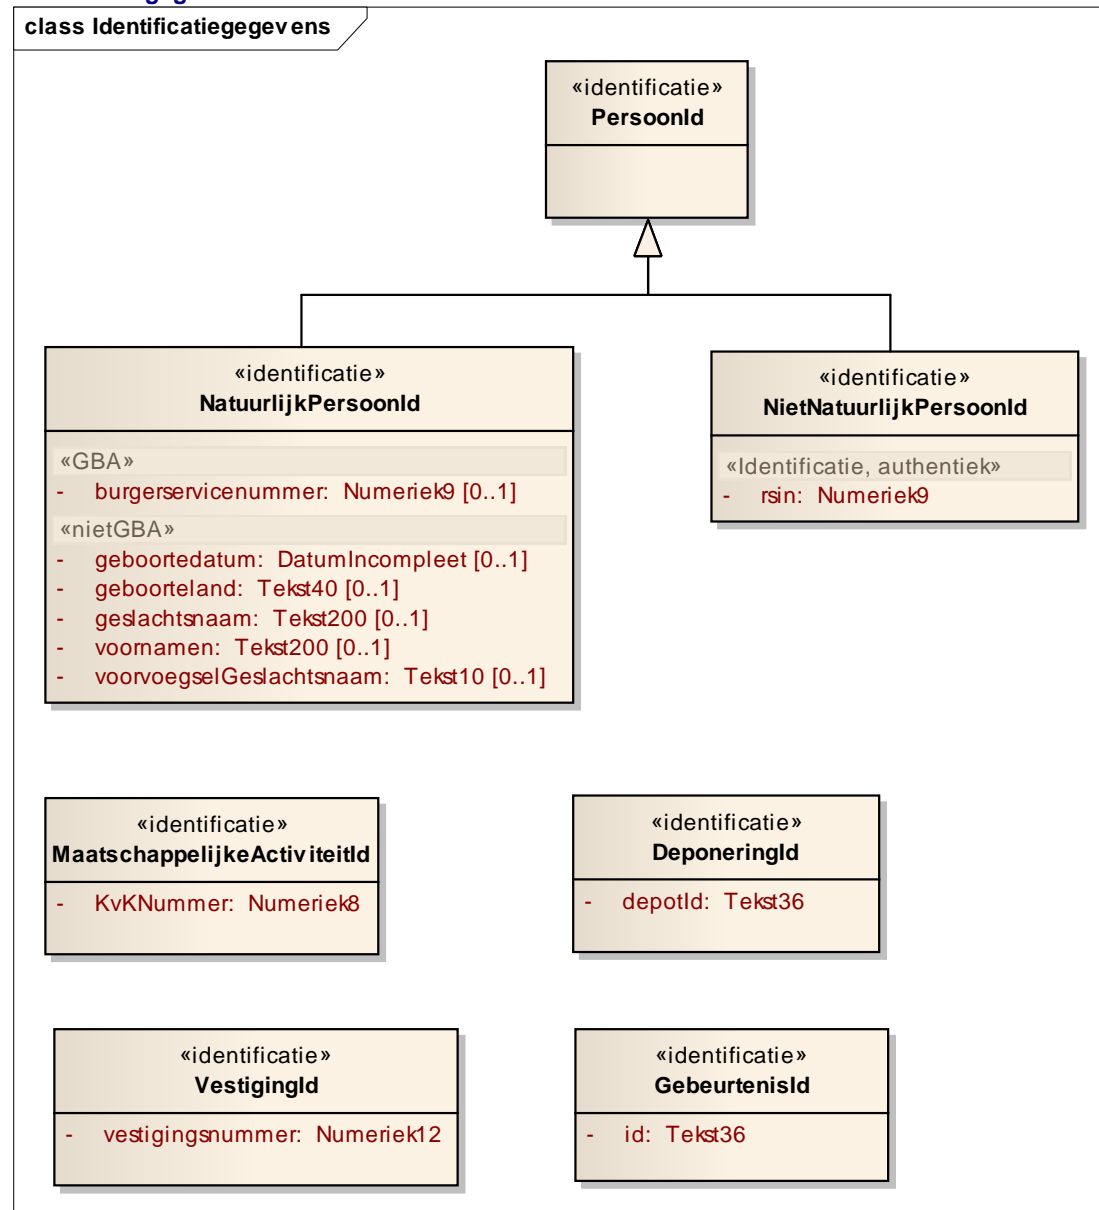 class Identificatiegegevens
«identificatie»
PersoonId
«identificatie»
NatuurlijkPersoonId
«GBA»
- burgerservicenummer: Numeriek9 [0..1]
«nietGBA»
- geboortedatum: DatumIncompleet [0..1]
- geboorteland: Tekst40 [0..1]
- geslachtsnaam: Tekst200 [0..1]
- voornamen: Tekst200 [0..1]
- voorvoegselGeslachtsnaam: Tekst10 [0..1]
«identificatie»
NietNatuurlijkPersoonId
«Identificatie, authentiek»
- rsin: Numeriek9
«identificatie»
MaatschappelijkeActiviteitId
- KvKNummer: Numeriek8
«identificatie»
DeponeringId
- depotId: Tekst36
«identificatie»
VestigingId
- vestigingsnummer: Numeriek12
«identificatie»
GebeurtenisId
- id: Tekst36